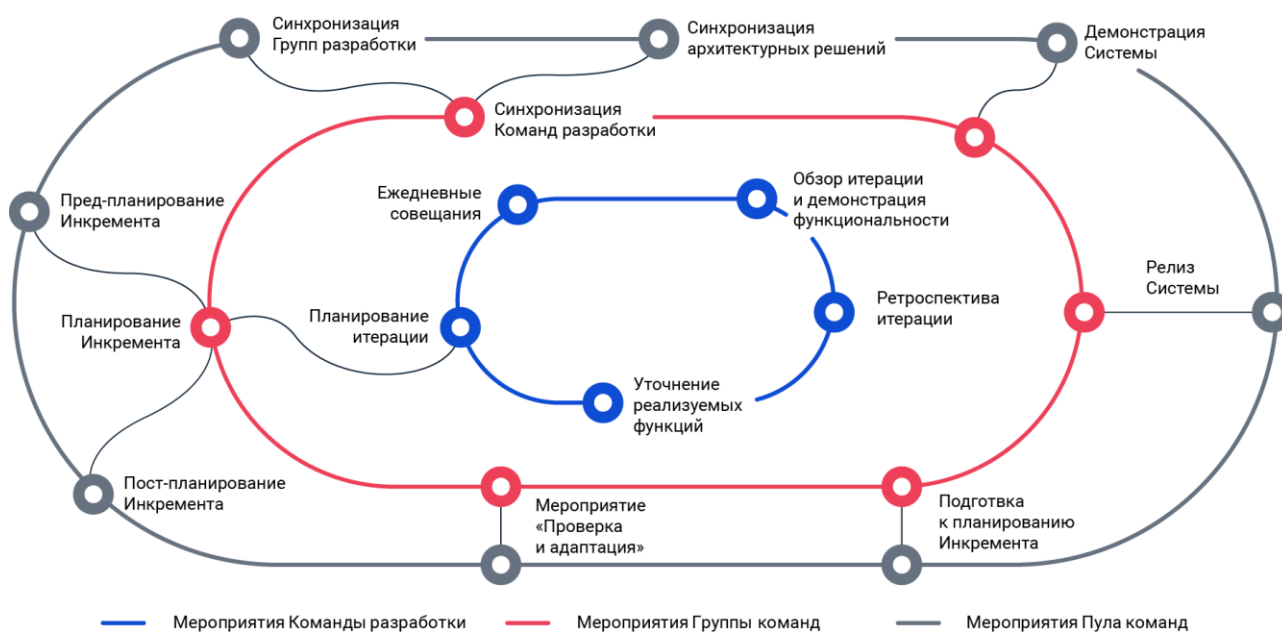 Синхронизация
Групп разработки
Синхронизация
архитектурных решений
Демонстрация
Системы
Синхронизация
Команд разработки
Ежедневные
совещания
Обзор итерации
и демонстрация
функциональности
Пред-планирование
Инкремента
Релиз
Системы
Планирование
Инкремента
Планирование
итерации
Ретроспектива
итерации
Уточнение
реализуемых
функций
Пост-планирование
Инкремента
Мероприятие
«Проверка
и адаптация»
Подготвка
к планированию
Инкремента
Мероприятия Команды разработки
Мероприятия Группы команд
Мероприятия Пула команд